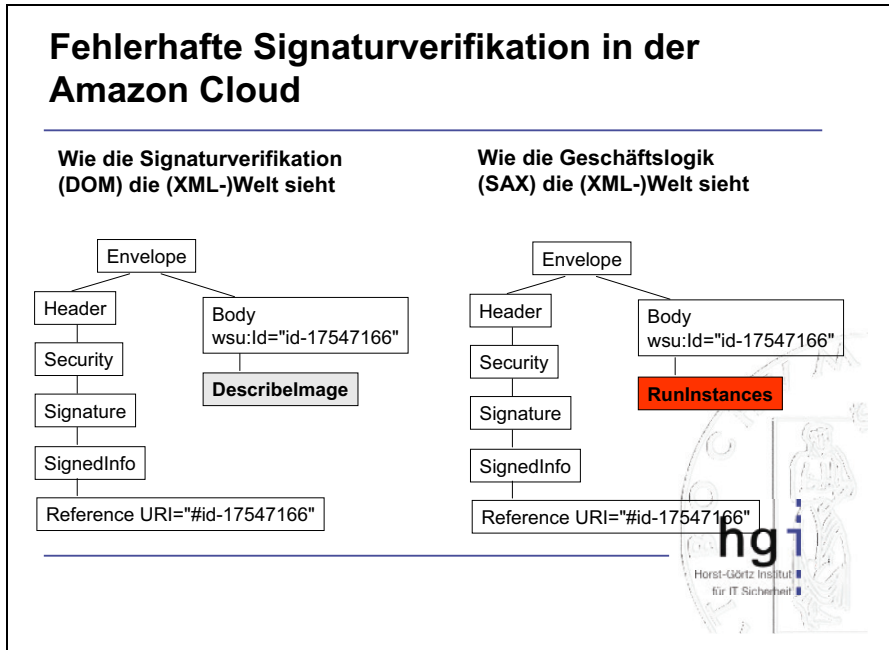 Fehlerhafte Signaturverifikation in der
Amazon Cloud
Wie die Signaturverifikation
(DOM) die (XML-)Welt sieht
Envelope
Header
Body
wsu:Id="id-17547166"
Security
DescribeImage
Signature
SignedInfo
Reference URI="#id-17547166"
Wie die Geschäftslogik
(SAX) die (XML-)Welt sieht
Envelope
Header
Body
wsu:Id="id-17547166"
Security
RunInstances
Signature
SignedInfo
Reference URI="#id-17547166"
hgi
Horst-Görtz Institut
für IT Sicherheit